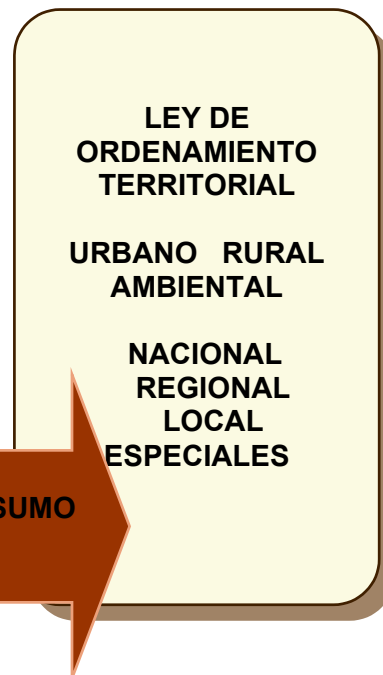 LEY DE
ORDENAMIENTO
TERRITORIAL
URBANO RURAL
AMBIENTAL
NACIONAL
REGIONAL
LOCAL
ESPECIALES
SUMO